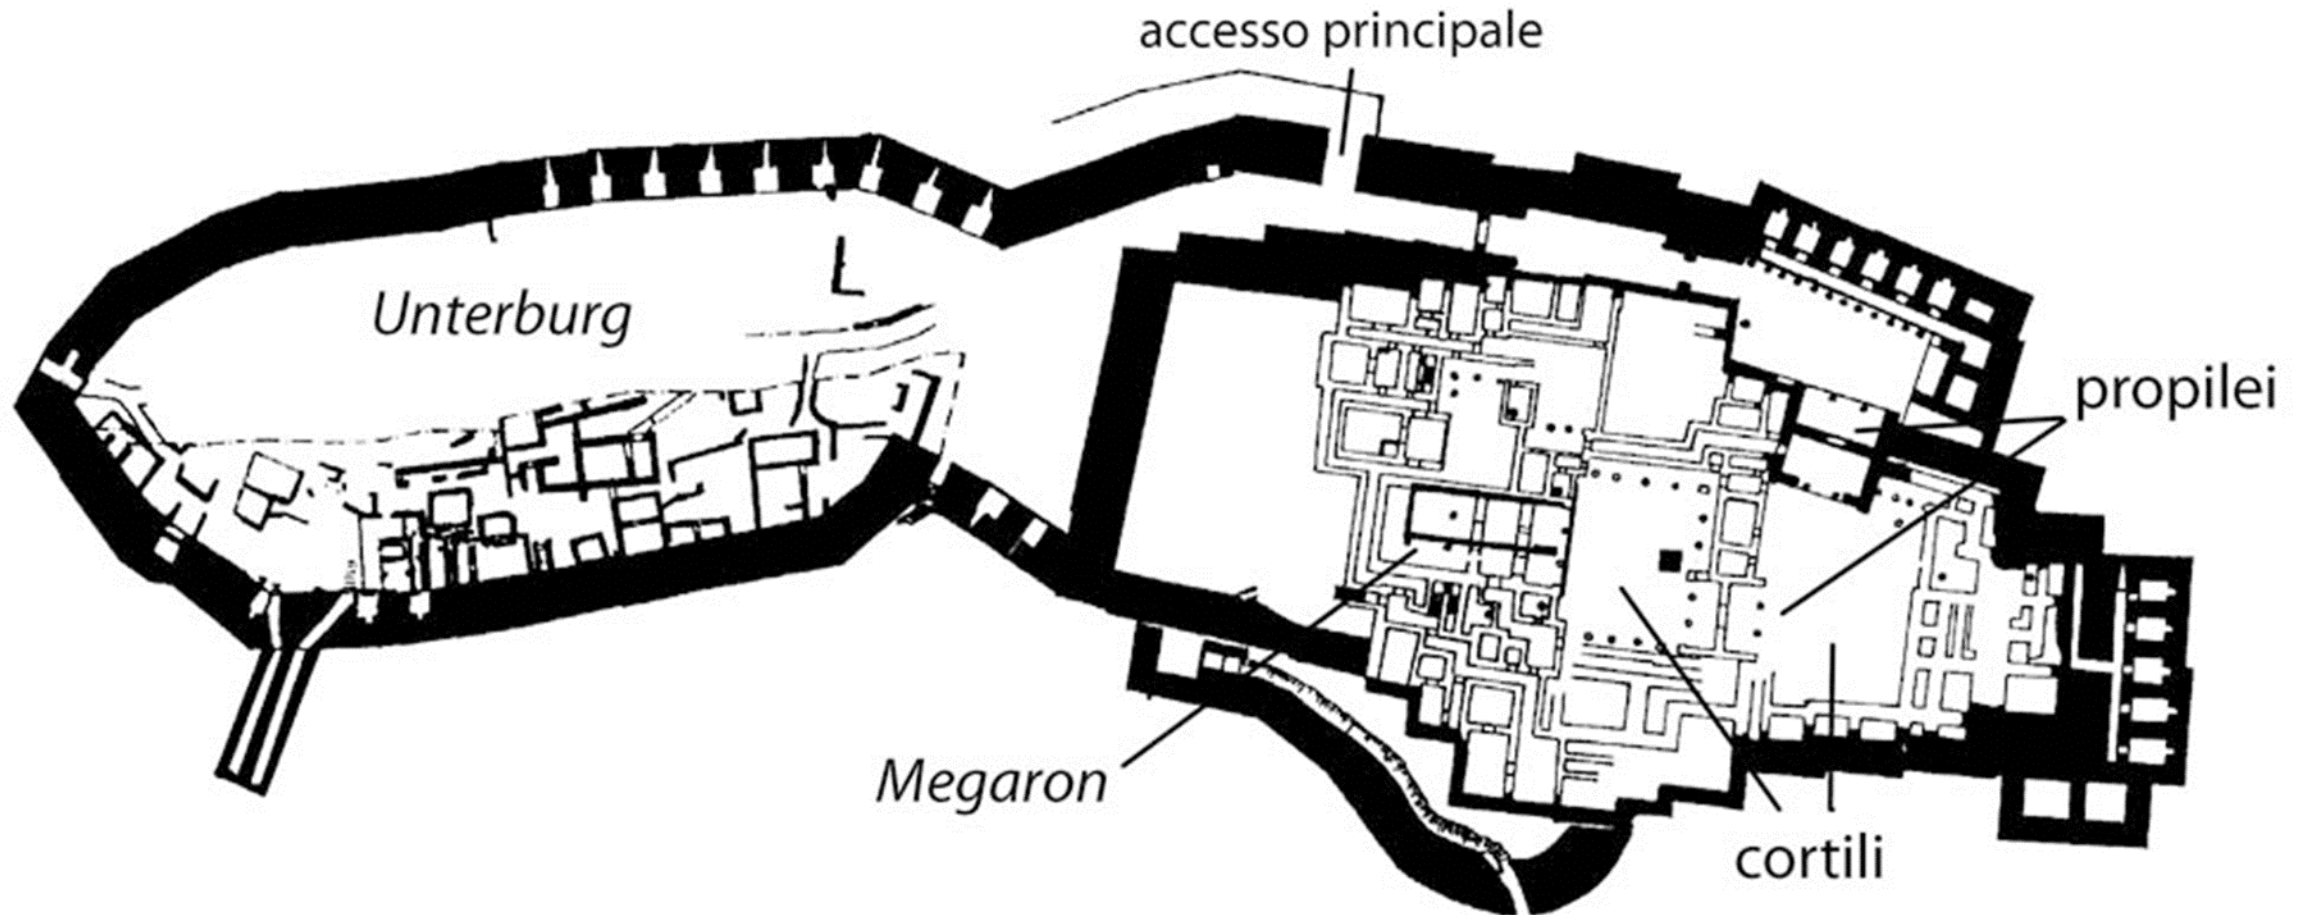 accesso principale
Unterburg
propilei
Megaron
cortili